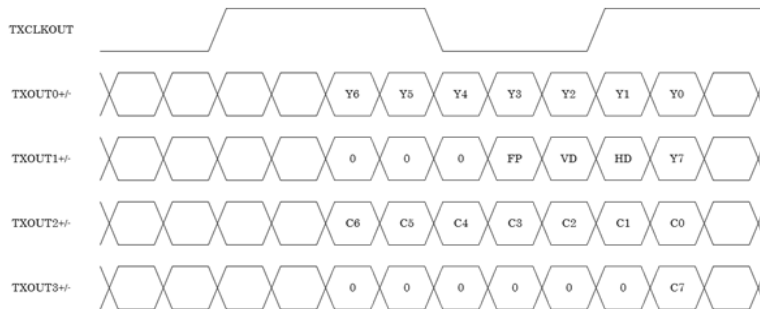 TXCLKOUT
TXOUT0+/- Y6 Y5 Y4 Y3 Y2 Y1 Y0
TXOUT1+/- 0 0 0 FP VD HD Y7
TXOUT2+/- C6 C5 C4 C3 C2 C1 C0
TXOUT3+/- 0 0 0 0 0 0 C7